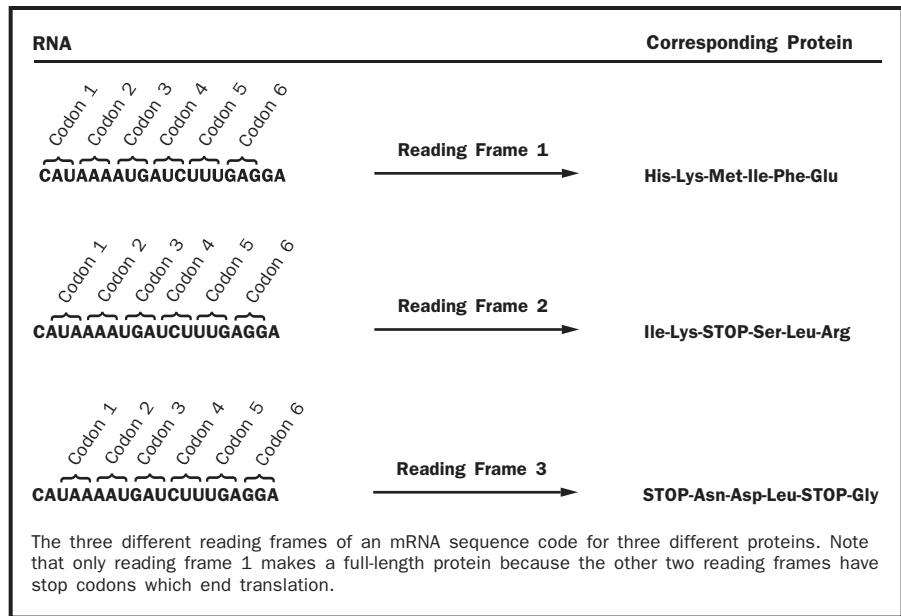 RNA Corresponding Protein
Codon 1 Codon 2 Codon 3 Codon 4 Codon 5 Codon 6
CAUAAAAUGAUCUUUGAGGA Reading Frame 1 His-Lys-Met-Ile-Phe-Glu
Codon 1 Codon 2 Codon 3 Codon 4 Codon 5 Codon 6
CAUAAAAUGAUCUUUGAGGA Reading Frame 2 Ile-Lys-STOP-Ser-Leu-Arg
Codon 1 Codon 2 Codon 3 Codon 4 Codon 5 Codon 6
CAUAAAAUGAUCUUUGAGGA Reading Frame 3 STOP-Asn-Asp-Leu-STOP-Gly
The three different reading frames of an mRNA sequence code for three different proteins. Note
that only reading frame 1 makes a full-length protein because the other two reading frames have
stop codons which end translation.